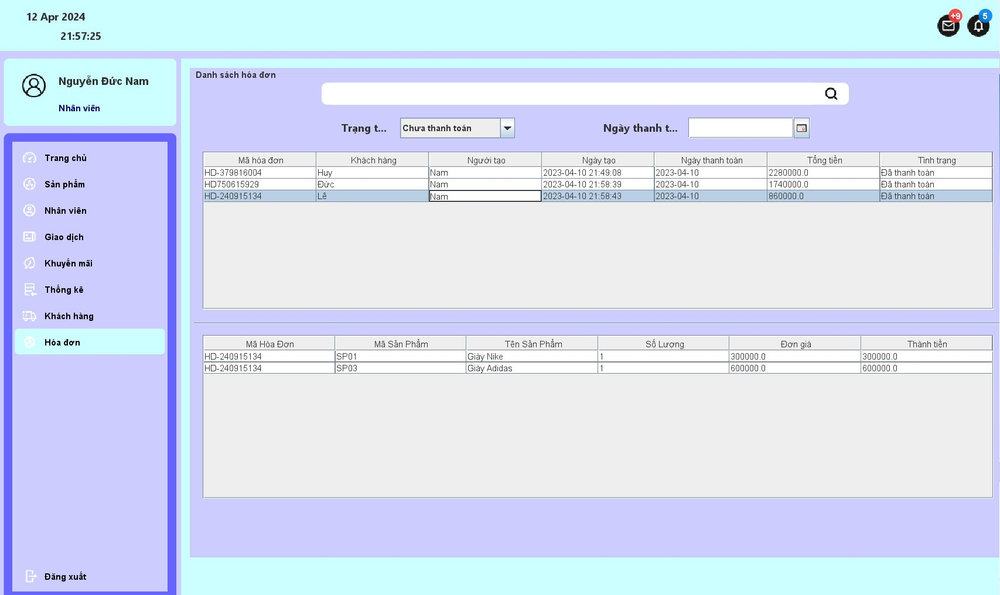 12 Apr 2024
21:57:25
+9
5
Nguyễn Đức Nam
Nhân viên
Trang chủ
Sản phẩm
Nhân viên
Giao dịch
Khuyến mãi
Thống kê
Khách hàng
Hóa đơn
Đăng xuất
Danh sách hóa đơn
Trạng t... Chưa thanh toán Ngày thanh t...
Mã hóa đơn Khách hàng Người tạo Ngày tạo Ngày thanh toán Tổng tiền Tình trạng
HD-379816004 Huy Nam 2023-04-10 21:49:08 2023-04-10 2280000.0 Đã thanh toán
HD750615929 Đức Nam 2023-04-10 21:58:39 2023-04-10 1740000.0 Đã thanh toán
HD-240915134 Lê Nam 2023-04-10 21:58:43 2023-04-10 860000.0 Đã thanh toán
Mã Hóa Đơn Mã Sản Phẩm Tên Sản Phẩm Số Lượng Đơn giá Thành tiền
HD-240915134 SP01 Giày Nike 1 300000.0 300000.0
HD-240915134 SP03 Giày Adidas 1 600000.0 600000.0